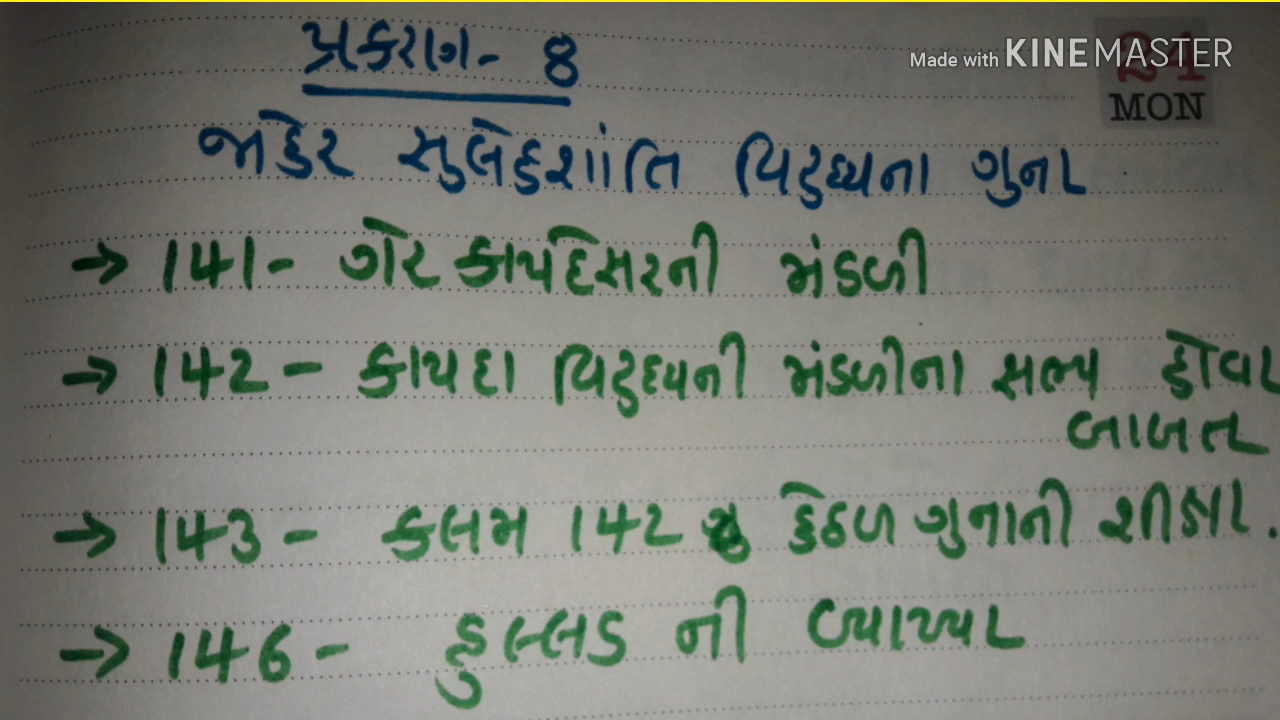 પ્રકરણ - 8
Made with KINEMASTER
24
MON
જાહેર સુલેહશાંતિ વિરુધ્ધના ગુના
→ 141 - ગેર કાયદેસરની મંડળી
→ 142 - કાયદા વિરુધ્ધની મંડળીના સભ્ય હોવા
બાબત
→ 143 - કલમ 142 હેઠળ ગુનાની શીક્ષા.
→ 146 - હુલ્લડ ની વ્યાખ્યા